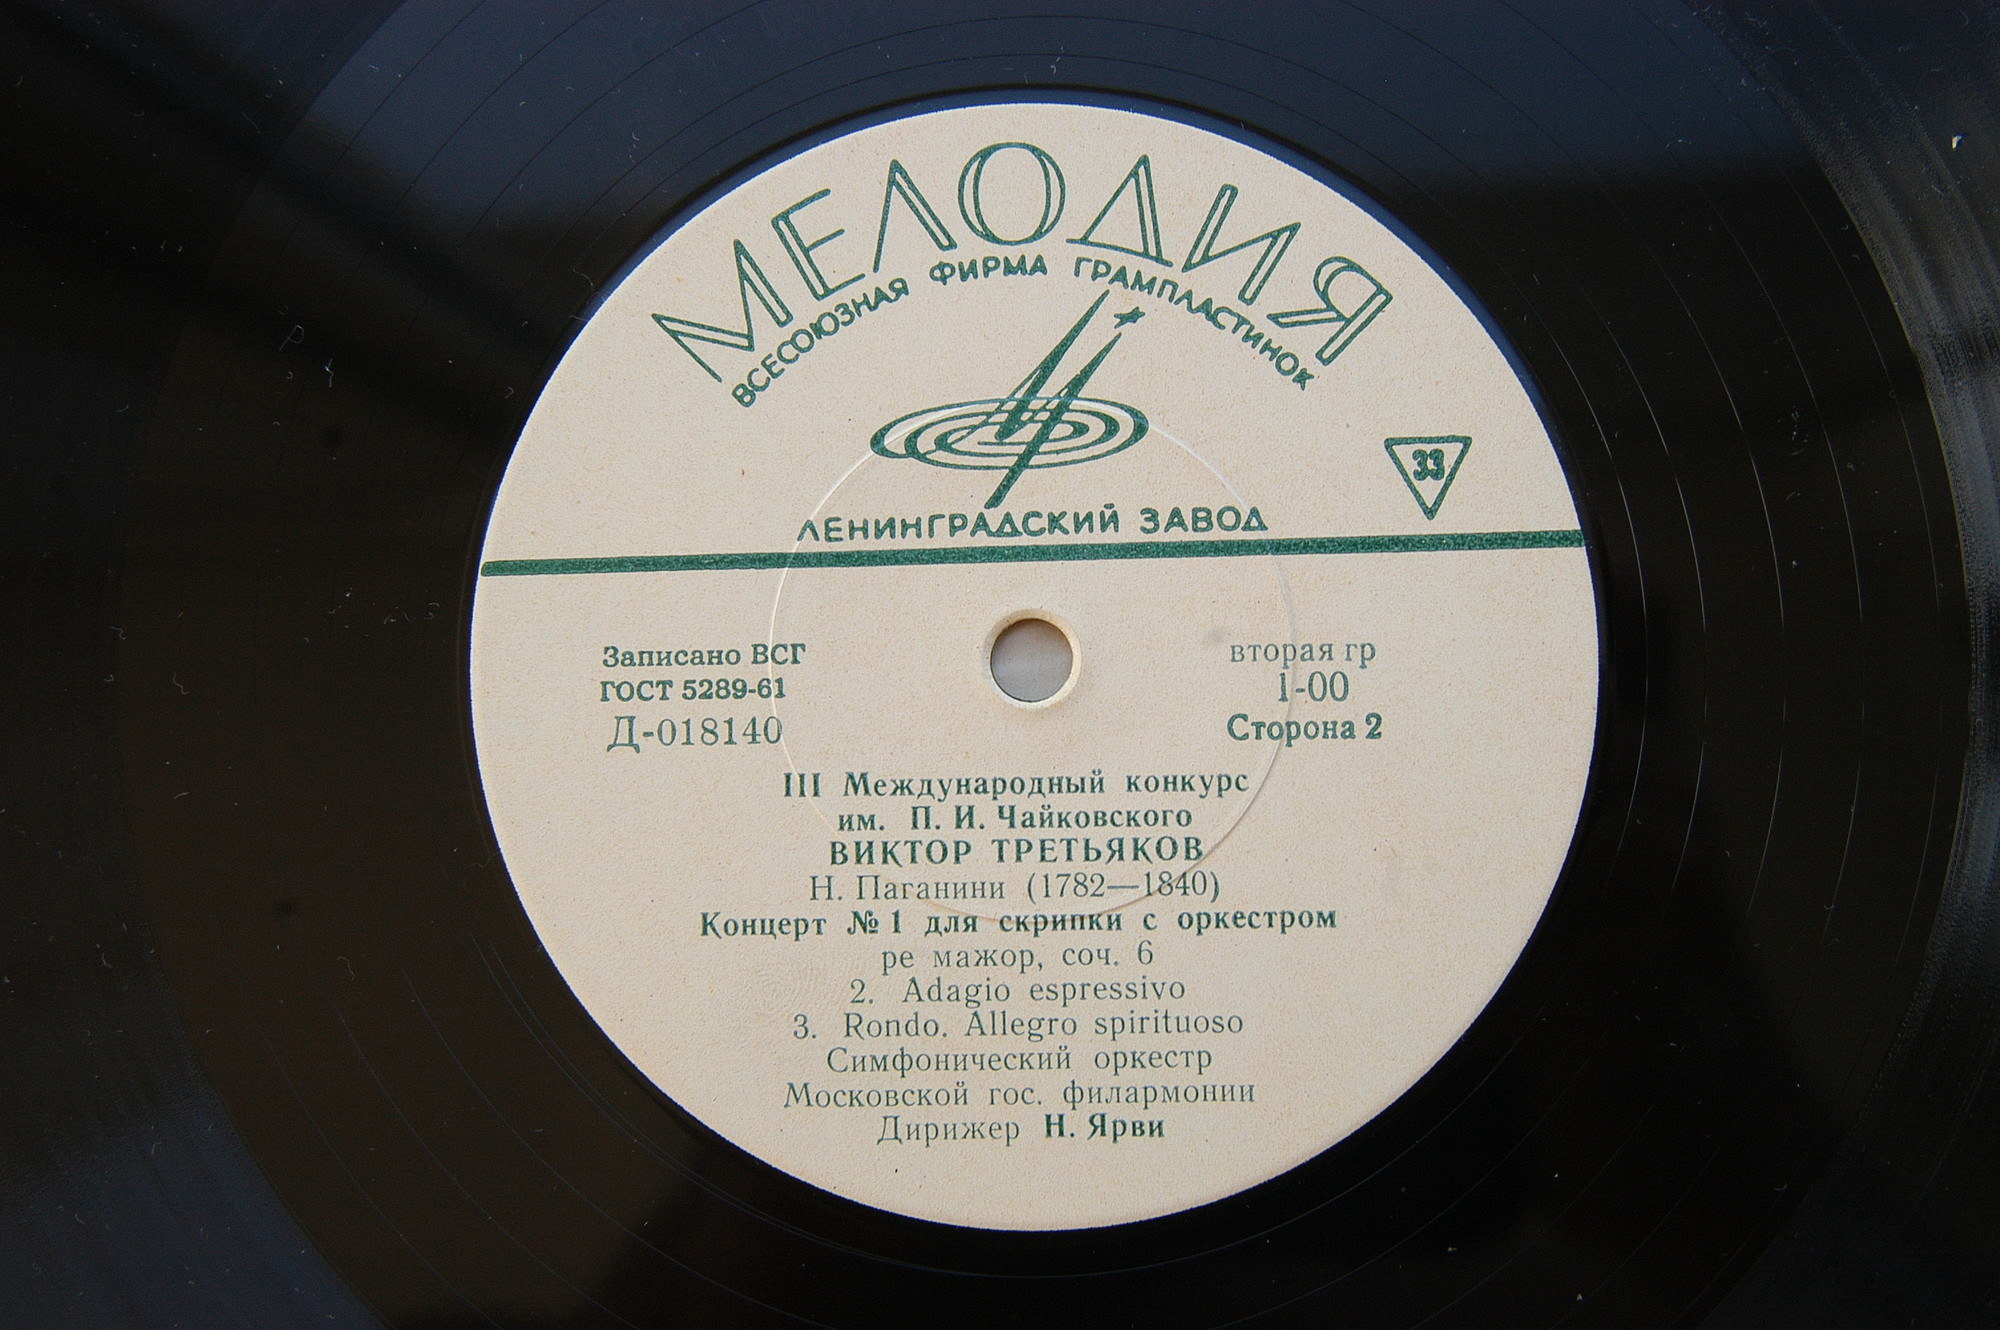 МЕЛОДИЯ
ВСЕСОЮЗНАЯ ФИРМА ГРАМПЛАСТИНОК
33
ЛЕНИНГРАДСКИЙ ЗАВОД
Записано ВСГ
ГОСТ 5289-61
Д-018140
вторая гр
1-00
Сторона 2
III Международный конкурс
им. П. И. Чайковского
ВИКТОР ТРЕТЬЯКОВ
Н. Паганини (1782—1840)
Концерт № 1 для скрипки с оркестром
ре мажор, соч. 6
2. Adagio espressivo
3. Rondo. Allegro spirituoso
Симфонический оркестр
Московской гос. филармонии
Дирижер Н. Ярви